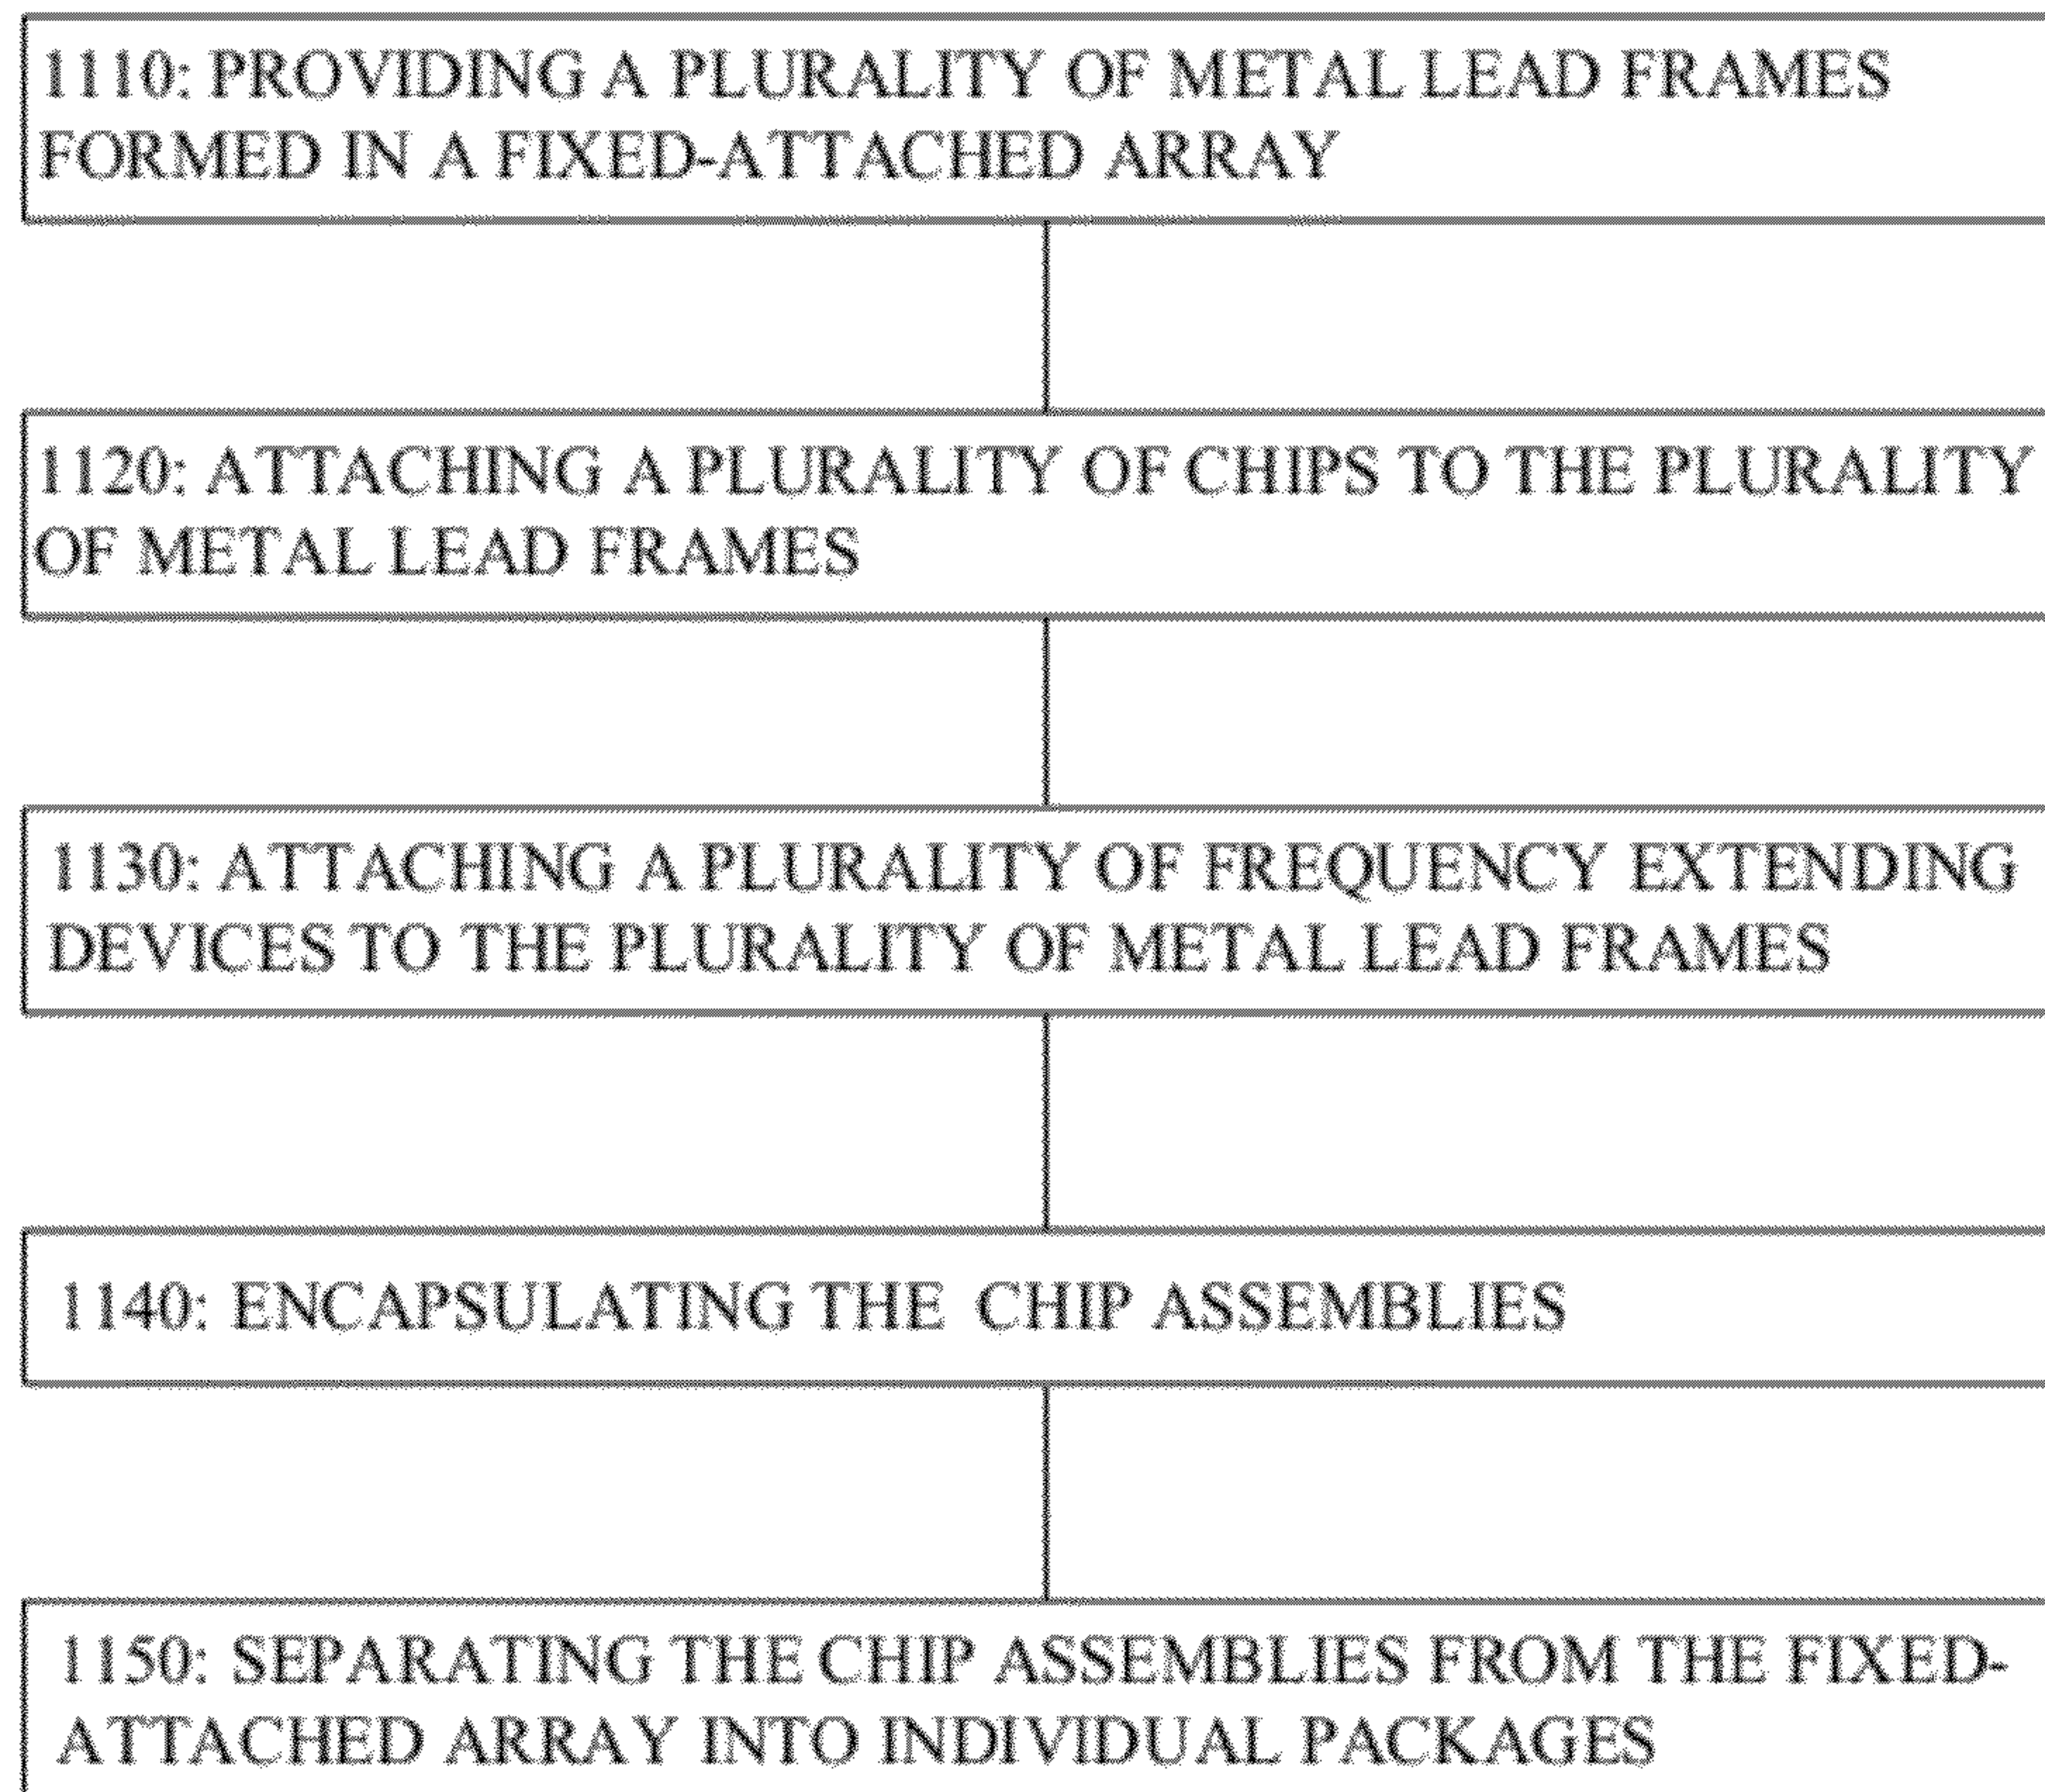 1110: PROVIDING A PLURALITY OF METAL LEAD FRAMES
FORMED IN A FIXED-ATTACHED ARRAY
1120: ATTACHING A PLURALITY OF CHIPS TO THE PLURALITY
OF METAL LEAD FRAMES
1130: ATTACHING A PLURALITY OF FREQUENCY EXTENDING
DEVICES TO THE PLURALITY OF METAL LEAD FRAMES
1140: ENCAPSULATING THE CHIP ASSEMBLIES
1150: SEPARATING THE CHIP ASSEMBLIES FROM THE FIXED-
ATTACHED ARRAY INTO INDIVIDUAL PACKAGES